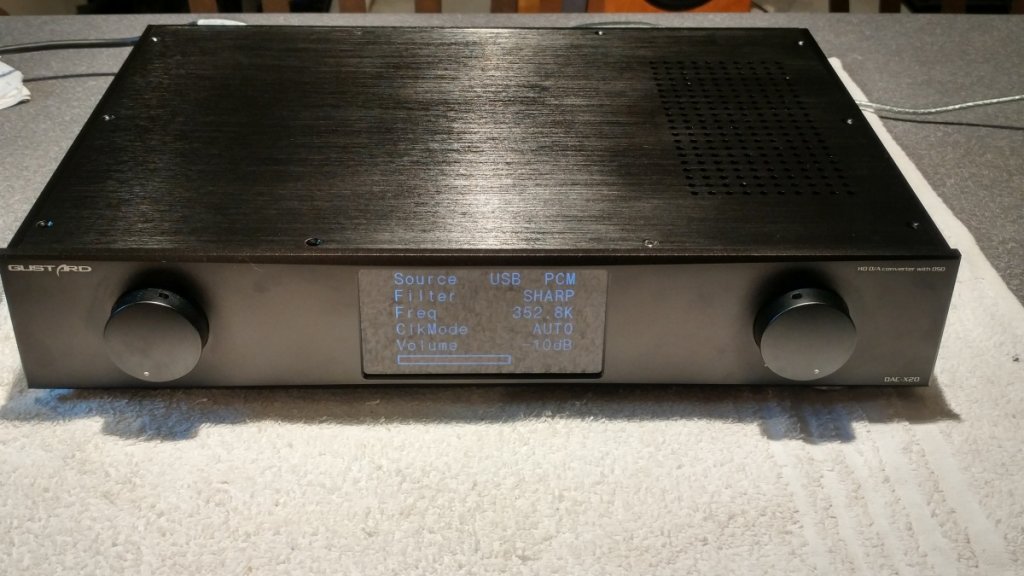 GUSTARD
HD D/A converter with DSD
Source USB PCM
Filter SHARP
Freq 352.8K
ClkMode AUTO
Volume -10dB
DAC-X20